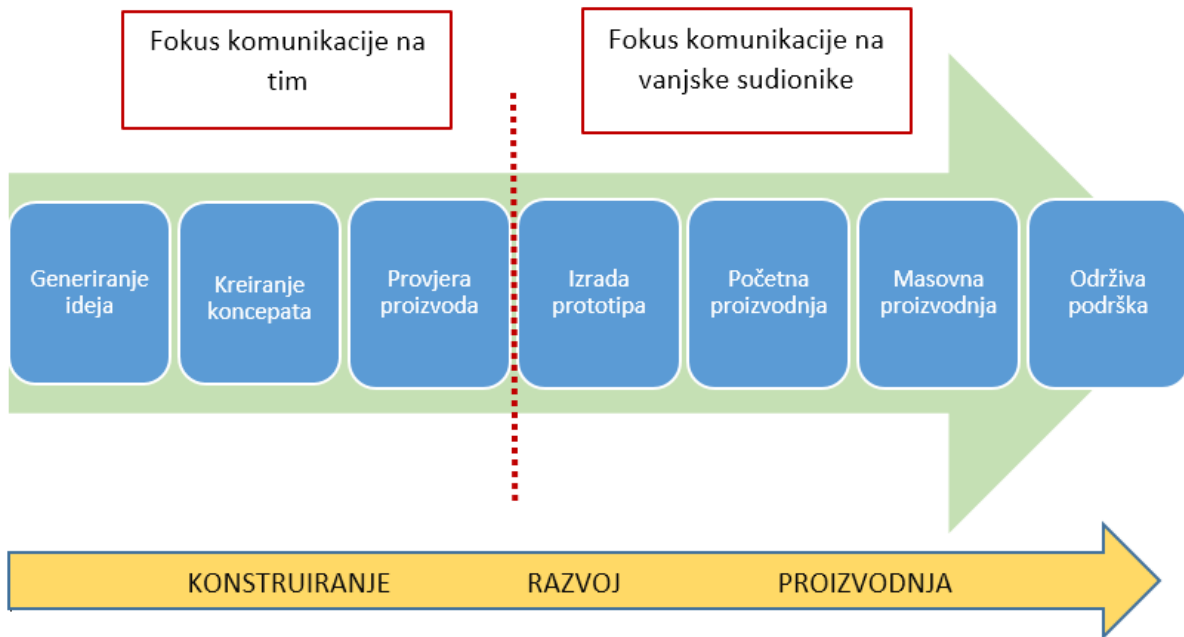 Fokus komunikacije na
tim
Fokus komunikacije na
vanjske sudionike
Generiranje
ideja
Kreiranje
koncepata
Provjera
proizvoda
Izrada
prototipa
Početna
proizvodnja
Masovna
proizvodnja
Održiva
podrška
KONSTRUIRANJE RAZVOJ PROIZVODNJA